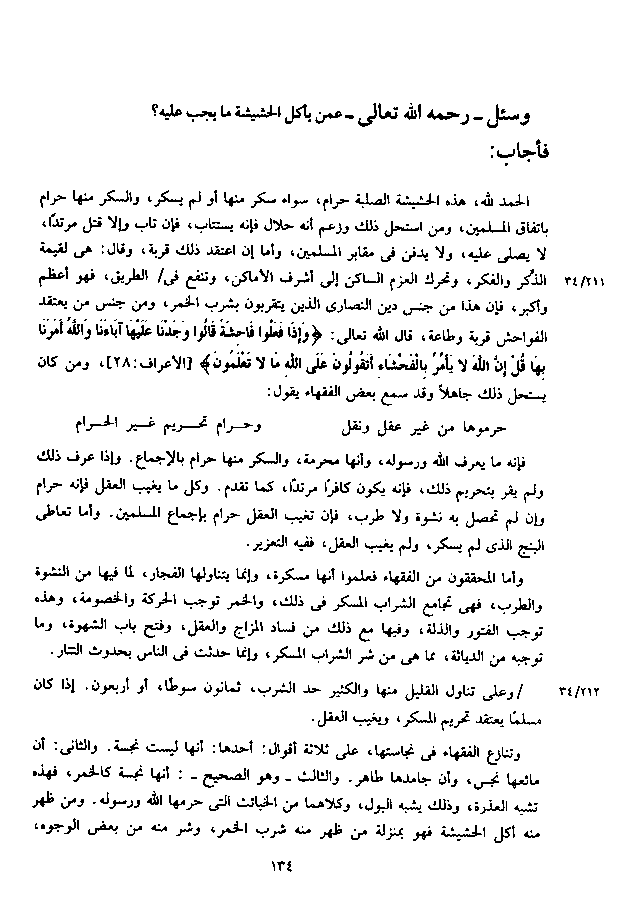 وسئل ـ رحمه الله تعالى ـ عمن يأكل الحشيشة ما يجب عليه؟
فأجاب:
الحمد لله، هذه الحشيشة الصلبة حرام، سواء سكر منها أو لم يسكر، والسكر منها حرام
باتفاق المسلمين، ومن استحل ذلك وزعم أنه حلال فإنه يستتاب، فإن تاب وإلا قتل مرتدًا،
لا يصلى عليه، ولا يدفن فى مقابر المسلمين، وأما إن اعتقد ذلك قربة، وقال: هى لقيمة
الذكر والفكر، وتحرك العزم الساكن إلى أشرف الأماكن، وتنفع فى/ الطريق، فهو أعظم ٣٤/٢١١
وأكبر، فإن هذا من جنس دين النصارى الذين يتقربون بشرب الخمر، ومن جنس من يعتقد
الفواحش قربة وطاعة، قال الله تعالى: ﴿وَإِذَا فَعَلُوا فَاحِشَةً قَالُوا وَجَدْنَا عَلَيْهَا آبَاءَنَا وَاللَّهُ أَمَرَنَا
بِهَا قُلْ إِنَّ اللَّهَ لا يَأْمُرُ بِالْفَحْشَاءِ أَتَقُولُونَ عَلَى اللَّهِ مَا لا تَعْلَمُونَ﴾ [الأعراف:٢٨]، ومن كان
يستحل ذلك جاهلاً وقد سمع بعض الفقهاء يقول:
حرموها من غير عقل ونقل وحرام تحريم غير الحرام
فإنه ما يعرف الله ورسوله، وأنها محرمة، والسكر منها حرام بالإجماع. وإذا عرف ذلك
ولم يقر بتحريم ذلك، فإنه يكون كافرًا مرتدًا، كما تقدم. وكل ما يغيب العقل فإنه حرام
وإن لم تحصل به نشوة ولا طرب، فإن تغيب العقل حرام بإجماع المسلمين. وأما تعاطى
البنج الذى لم يسكر، ولم يغيب العقل، ففيه التعزير.
وأما المحققون من الفقهاء فعلموا أنها مسكرة، وإنما يتناولها الفجار، لما فيها من النشوة
والطرب، فهى تجامع الشراب المسكر فى ذلك، والخمر توجب الحركة والخصومة، وهذه
توجب الفتور والذلة، وفيها مع ذلك من فساد المزاج والعقل، وفتح باب الشهوة، وما
توجبه من الدياثة، مما هى من شر الشراب المسكر، وإنما حدثت فى الناس بحدوث التتار.
/ وعلى تناول القليل منها والكثير حد الشرب، ثمانون سوطًا، أو أربعون. إذا كان ٣٤/٢١٢
مسلمًا يعتقد تحريم المسكر، ويغيب العقل.
وتنازع الفقهاء فى نجاستها، على ثلاثة أقوال: أحدها: أنها ليست نجسة. والثانى: أن
مائعها نجس، وأن جامدها طاهر. والثالث ـ وهو الصحيح ـ : أنها نجسة كالخمر، فهذه
تشبه العذرة، وذلك يشبه البول، وكلاهما من الخبائث التى حرمها الله ورسوله. ومن ظهر
منه أكل الحشيشة فهو بمنزلة من ظهر منه شرب الخمر، وشر منه من بعض الوجوه،
١٣٤